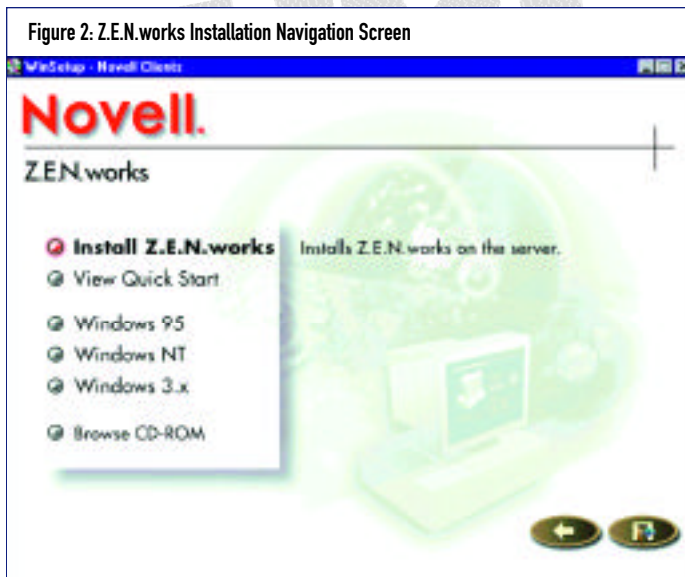 Figure 2: Z.E.N.works Installation Navigation Screen
WinSetup - Novell Clients
Novell.
Z.E.N.works
Install Z.E.N.works
Installs Z.E.N.works on the server.
View Quick Start
Windows 95
Windows NT
Windows 3.x
Browse CD-ROM